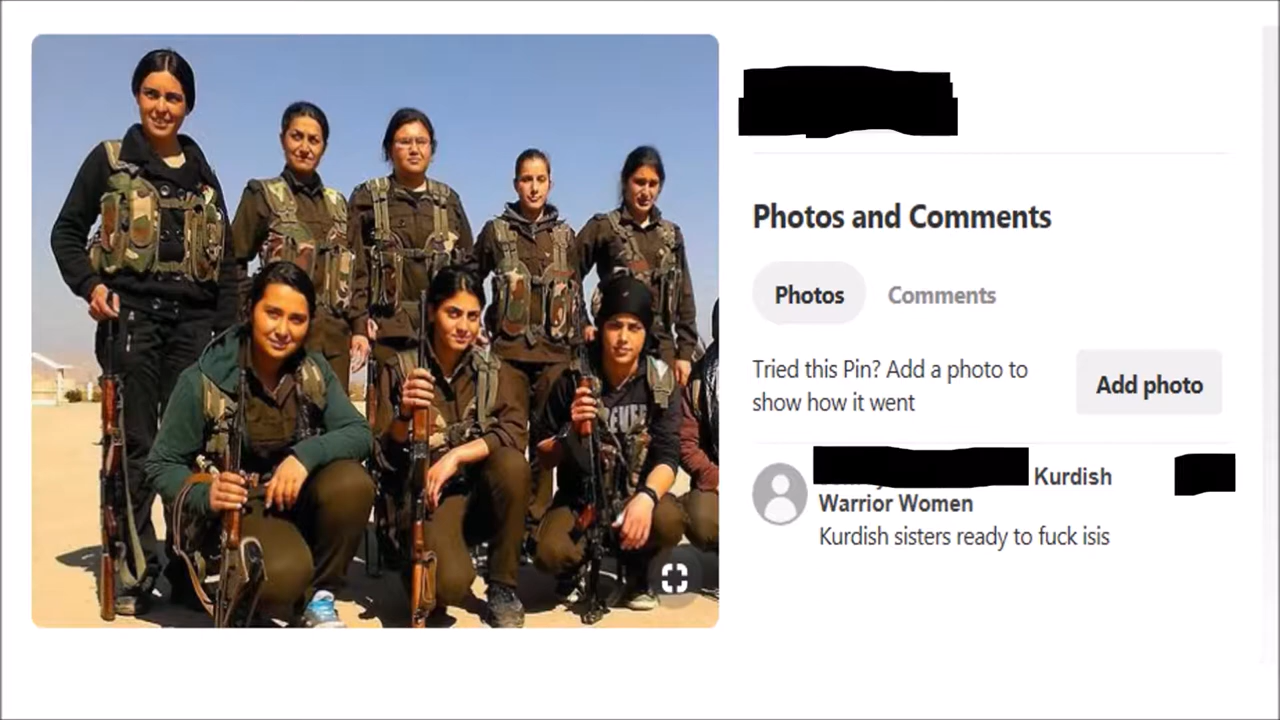 Photos and Comments
Photos
Comments
Tried this Pin? Add a photo to
show how it went
Add photo
Kurdish
Warrior Women
Kurdish sisters ready to fuck isis